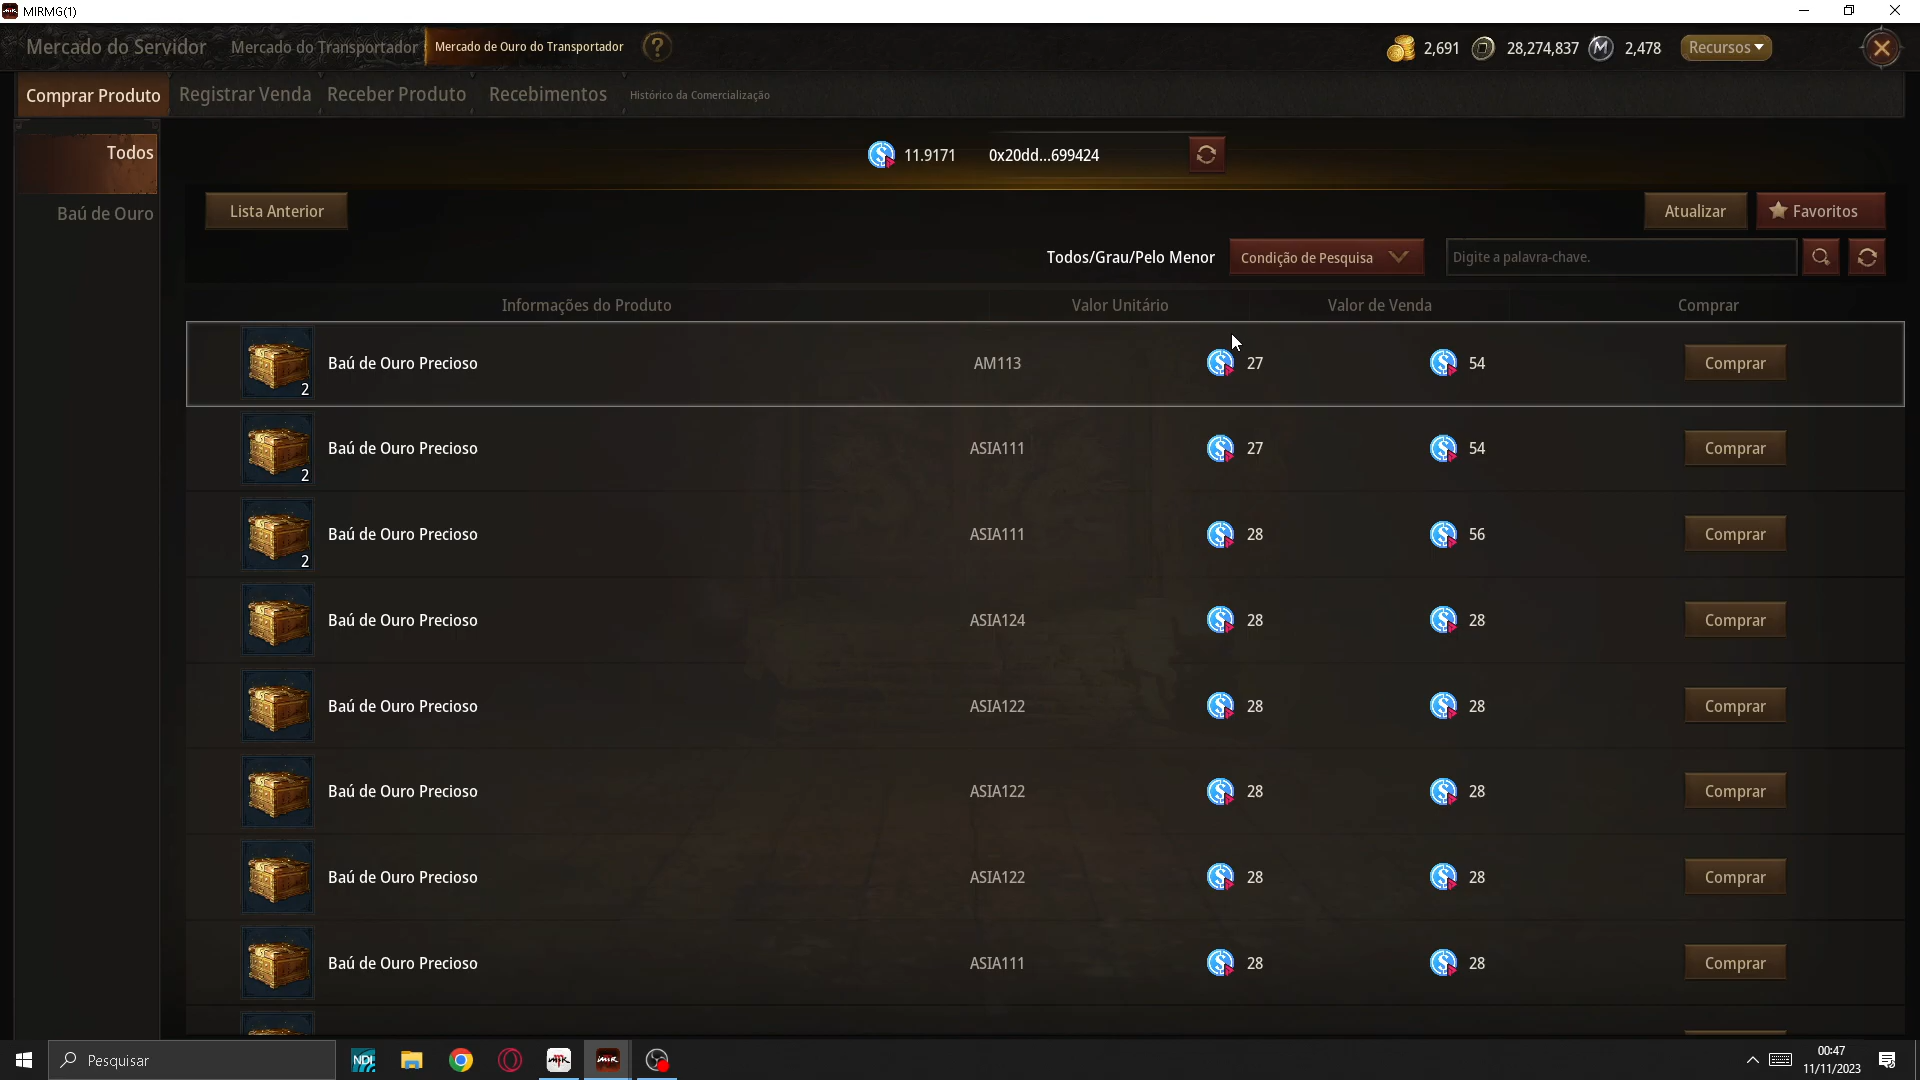 MIRMG(1)
Mercado do Servidor Mercado do Transportador Mercado de Ouro do Transportador ? 2,691 28,274,837 M 2,478 Recursos
Comprar Produto Registrar Venda Receber Produto Recebimentos Histórico da Comercialização
Todos
Baú de Ouro
11.9171 0x20dd...699424
Lista Anterior Atualizar Favoritos
Todos/Grau/Pelo Menor Condição de Pesquisa Digite a palavra-chave.
Informações do Produto Valor Unitário Valor de Venda Comprar
2 Baú de Ouro Precioso AM113 27 54 Comprar
2 Baú de Ouro Precioso ASIA111 27 54 Comprar
2 Baú de Ouro Precioso ASIA111 28 56 Comprar
Baú de Ouro Precioso ASIA124 28 28 Comprar
Baú de Ouro Precioso ASIA122 28 28 Comprar
Baú de Ouro Precioso ASIA122 28 28 Comprar
Baú de Ouro Precioso ASIA122 28 28 Comprar
Baú de Ouro Precioso ASIA111 28 28 Comprar
Pesquisar NDI 00:47
11/11/2023